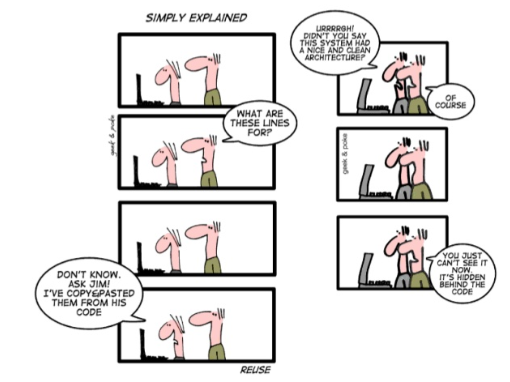 SIMPLY EXPLAINED
geek & poke
WHAT ARE
THESE LINES
FOR?
DON'T KNOW.
ASK JIM!
I'VE COPY&PASTED
THEM FROM HIS
CODE
REUSE
URRRRGH!
DIDN'T YOU SAY
THIS SYSTEM HAD
A NICE AND CLEAN
ARCHITECTURE?
OF
COURSE
geek & poke
YOU JUST
CAN'T SEE IT
NOW.
IT'S HIDDEN
BEHIND THE
CODE